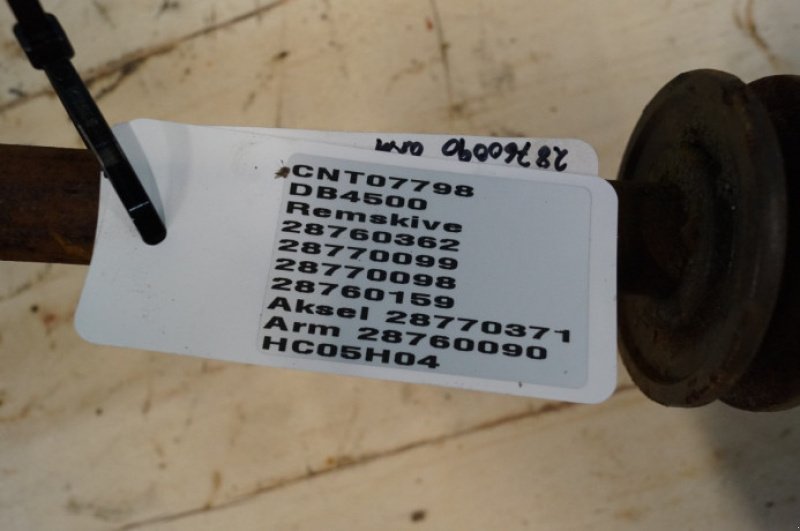 28760090 arm
CNT07798
DB4500
Remskive
28760362
28770099
28770098
28760159
Aksel 28770371
Arm 28760090
HC05H04